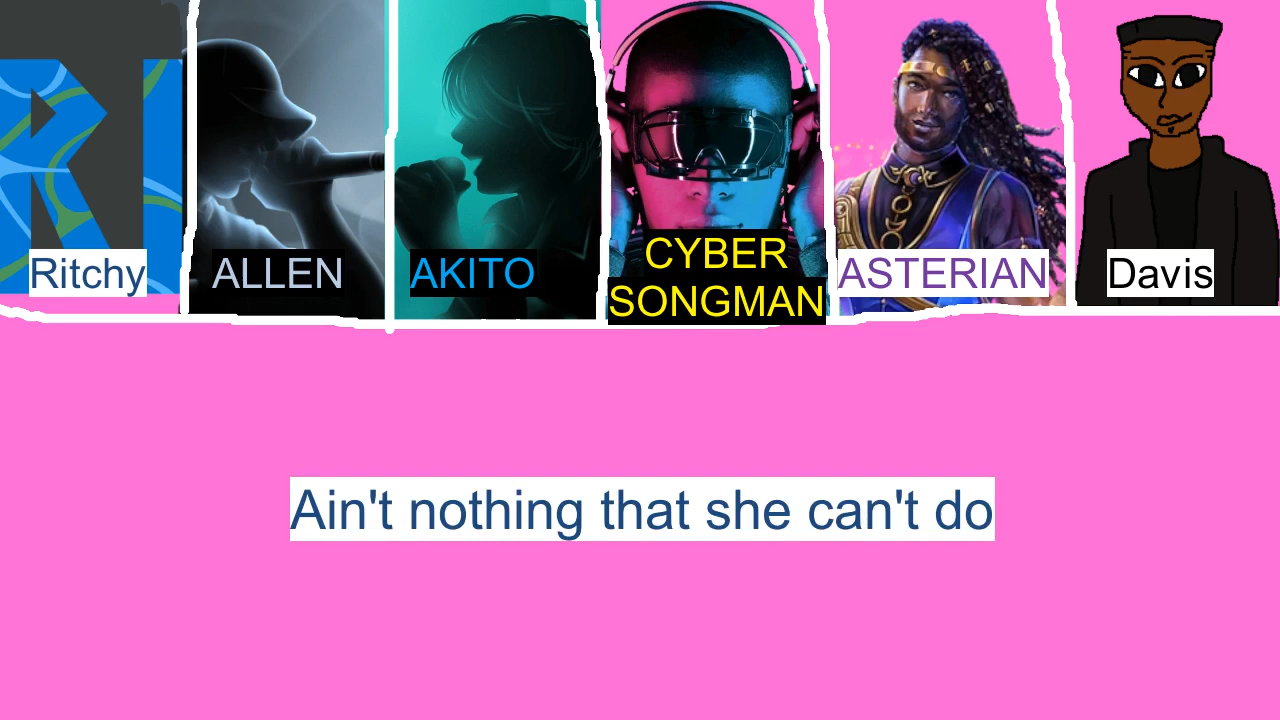 Ritchy
ALLEN
AKITO
CYBER
SONGMAN
ASTERIAN
Davis
Ain't nothing that she can't do